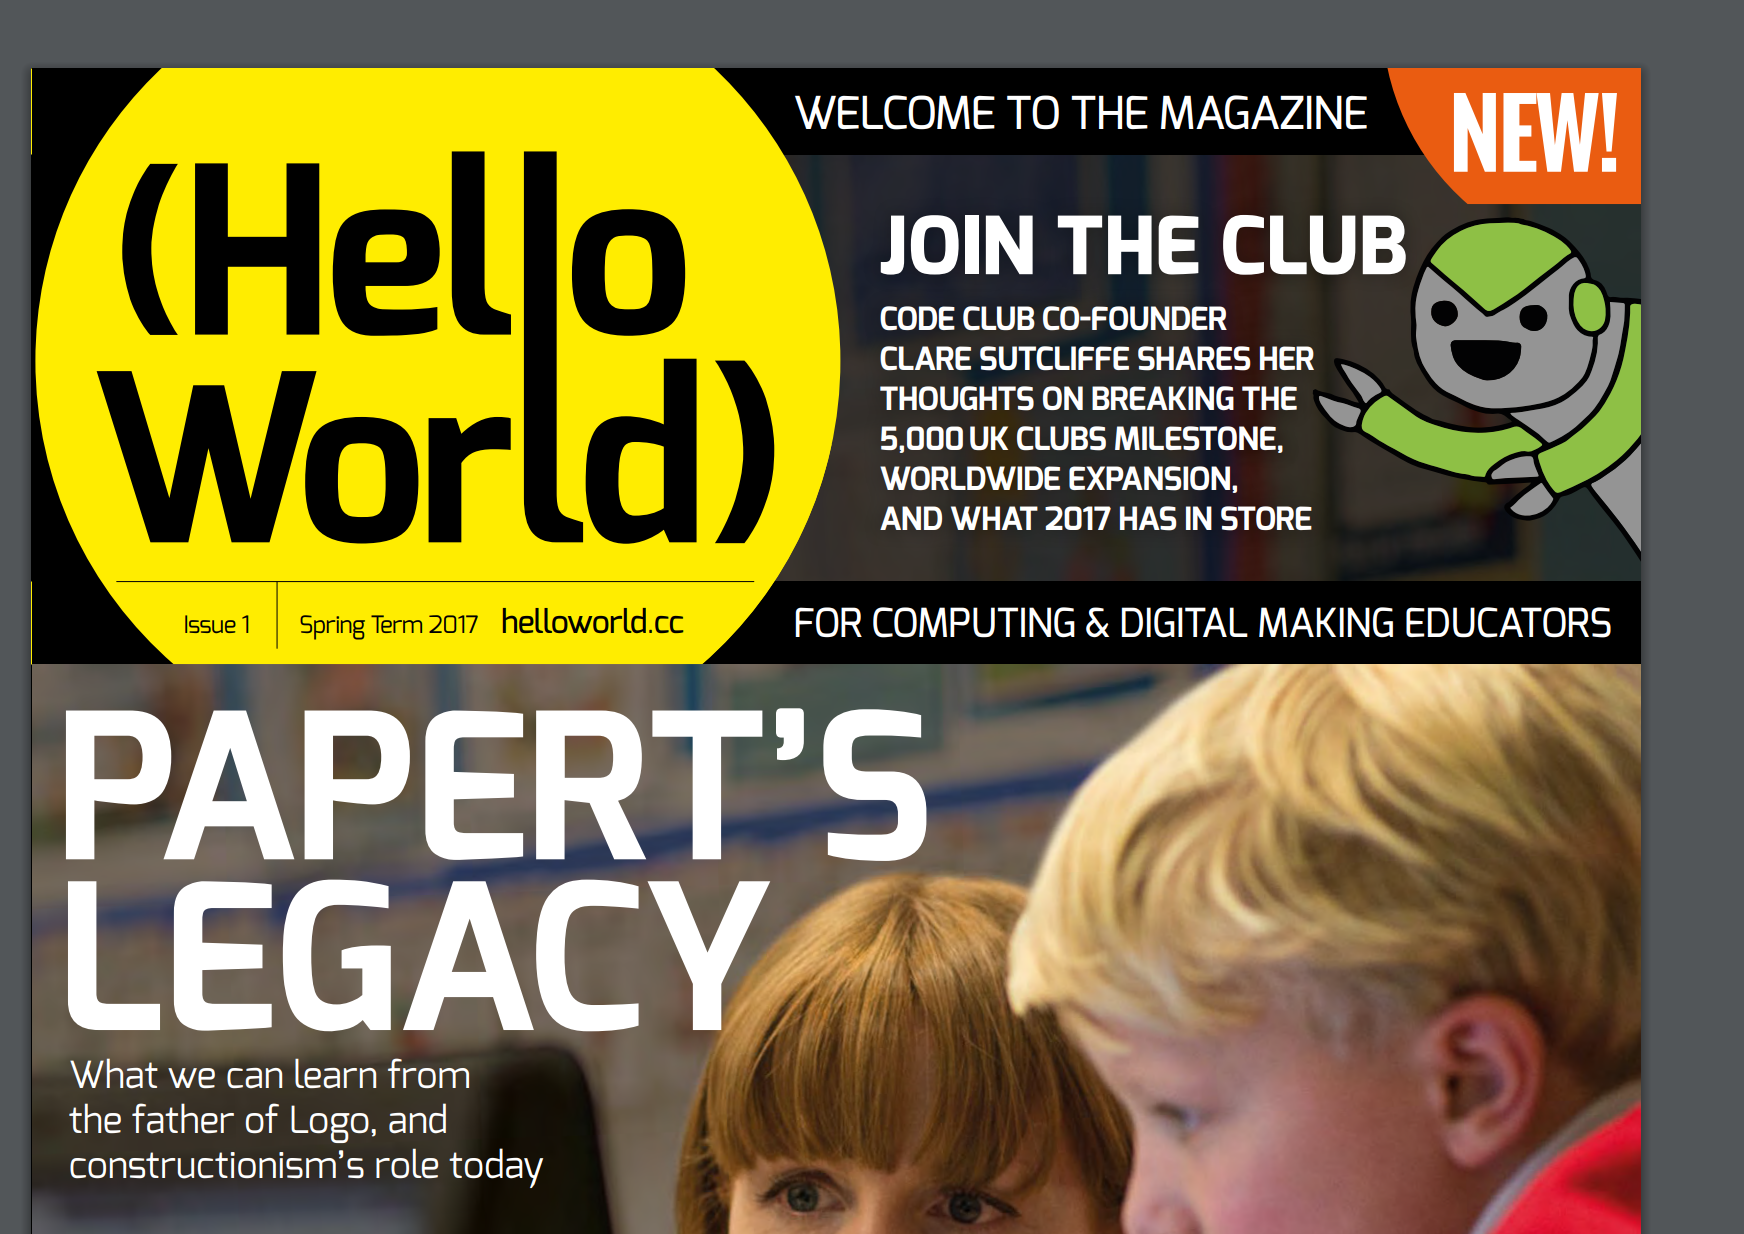 WELCOME TO THE MAGAZINE
NEW!
(Hello
World)
Issue 1
Spring Term 2017
helloworld.cc
JOIN THE CLUB
CODE CLUB CO-FOUNDER
CLARE SUTCLIFFE SHARES HER
THOUGHTS ON BREAKING THE
5,000 UK CLUBS MILESTONE,
WORLDWIDE EXPANSION,
AND WHAT 2017 HAS IN STORE
FOR COMPUTING & DIGITAL MAKING EDUCATORS
PAPERT'S
LEGACY
What we can learn from
the father of Logo, and
constructionism's role today